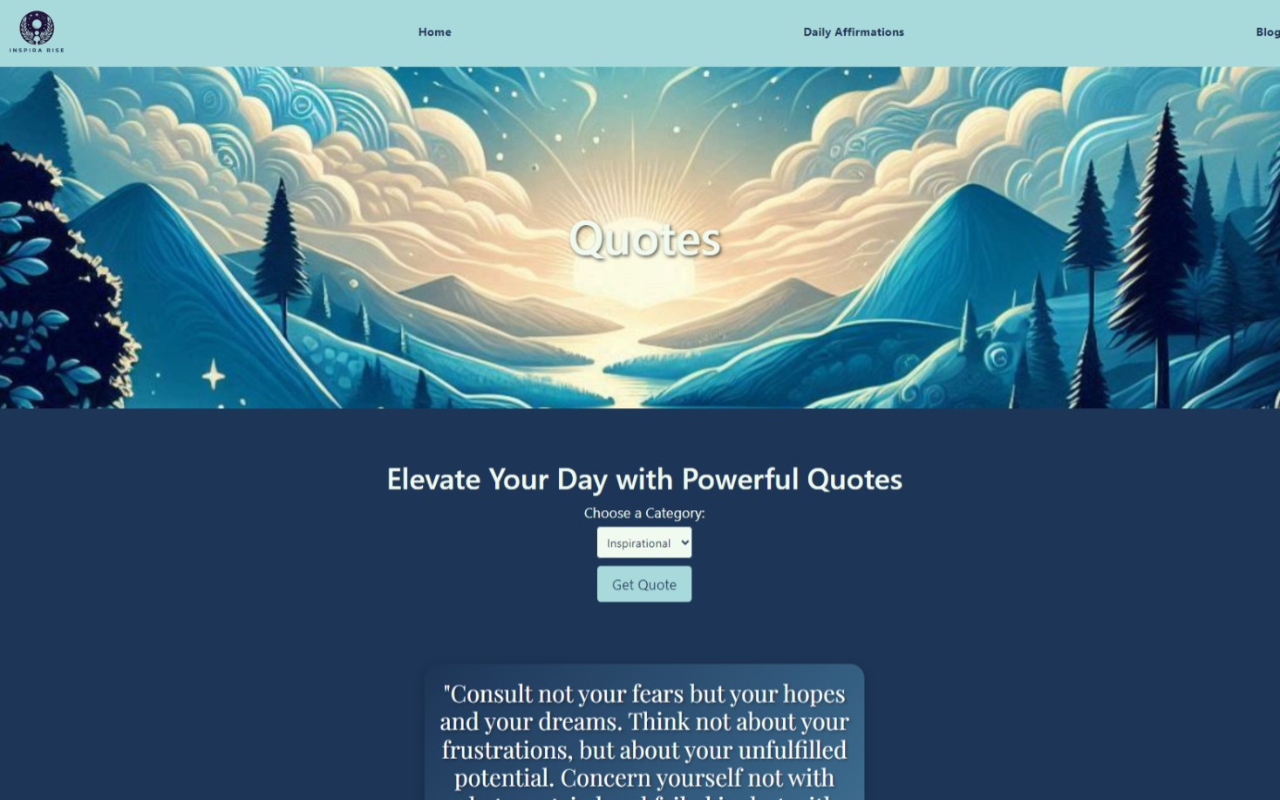 INSPIRA RISE
Home
Daily Affirmations
Blog
Quotes
Elevate Your Day with Powerful Quotes
Choose a Category:
Inspirational
Get Quote
"Consult not your fears but your hopes
and your dreams. Think not about your
frustrations, but about your unfulfilled
potential. Concern yourself not with